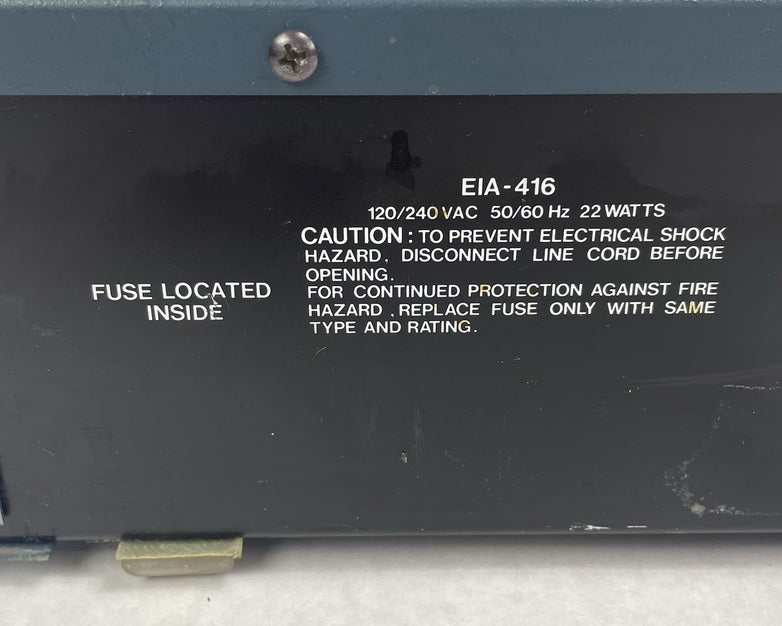 EIA-416
120/240 VAC 50/60 Hz 22 WATTS
CAUTION : TO PREVENT ELECTRICAL SHOCK
HAZARD, DISCONNECT LINE CORD BEFORE
OPENING.
FOR CONTINUED PROTECTION AGAINST FIRE
HAZARD , REPLACE FUSE ONLY WITH SAME
TYPE AND RATING.
FUSE LOCATED
INSIDE